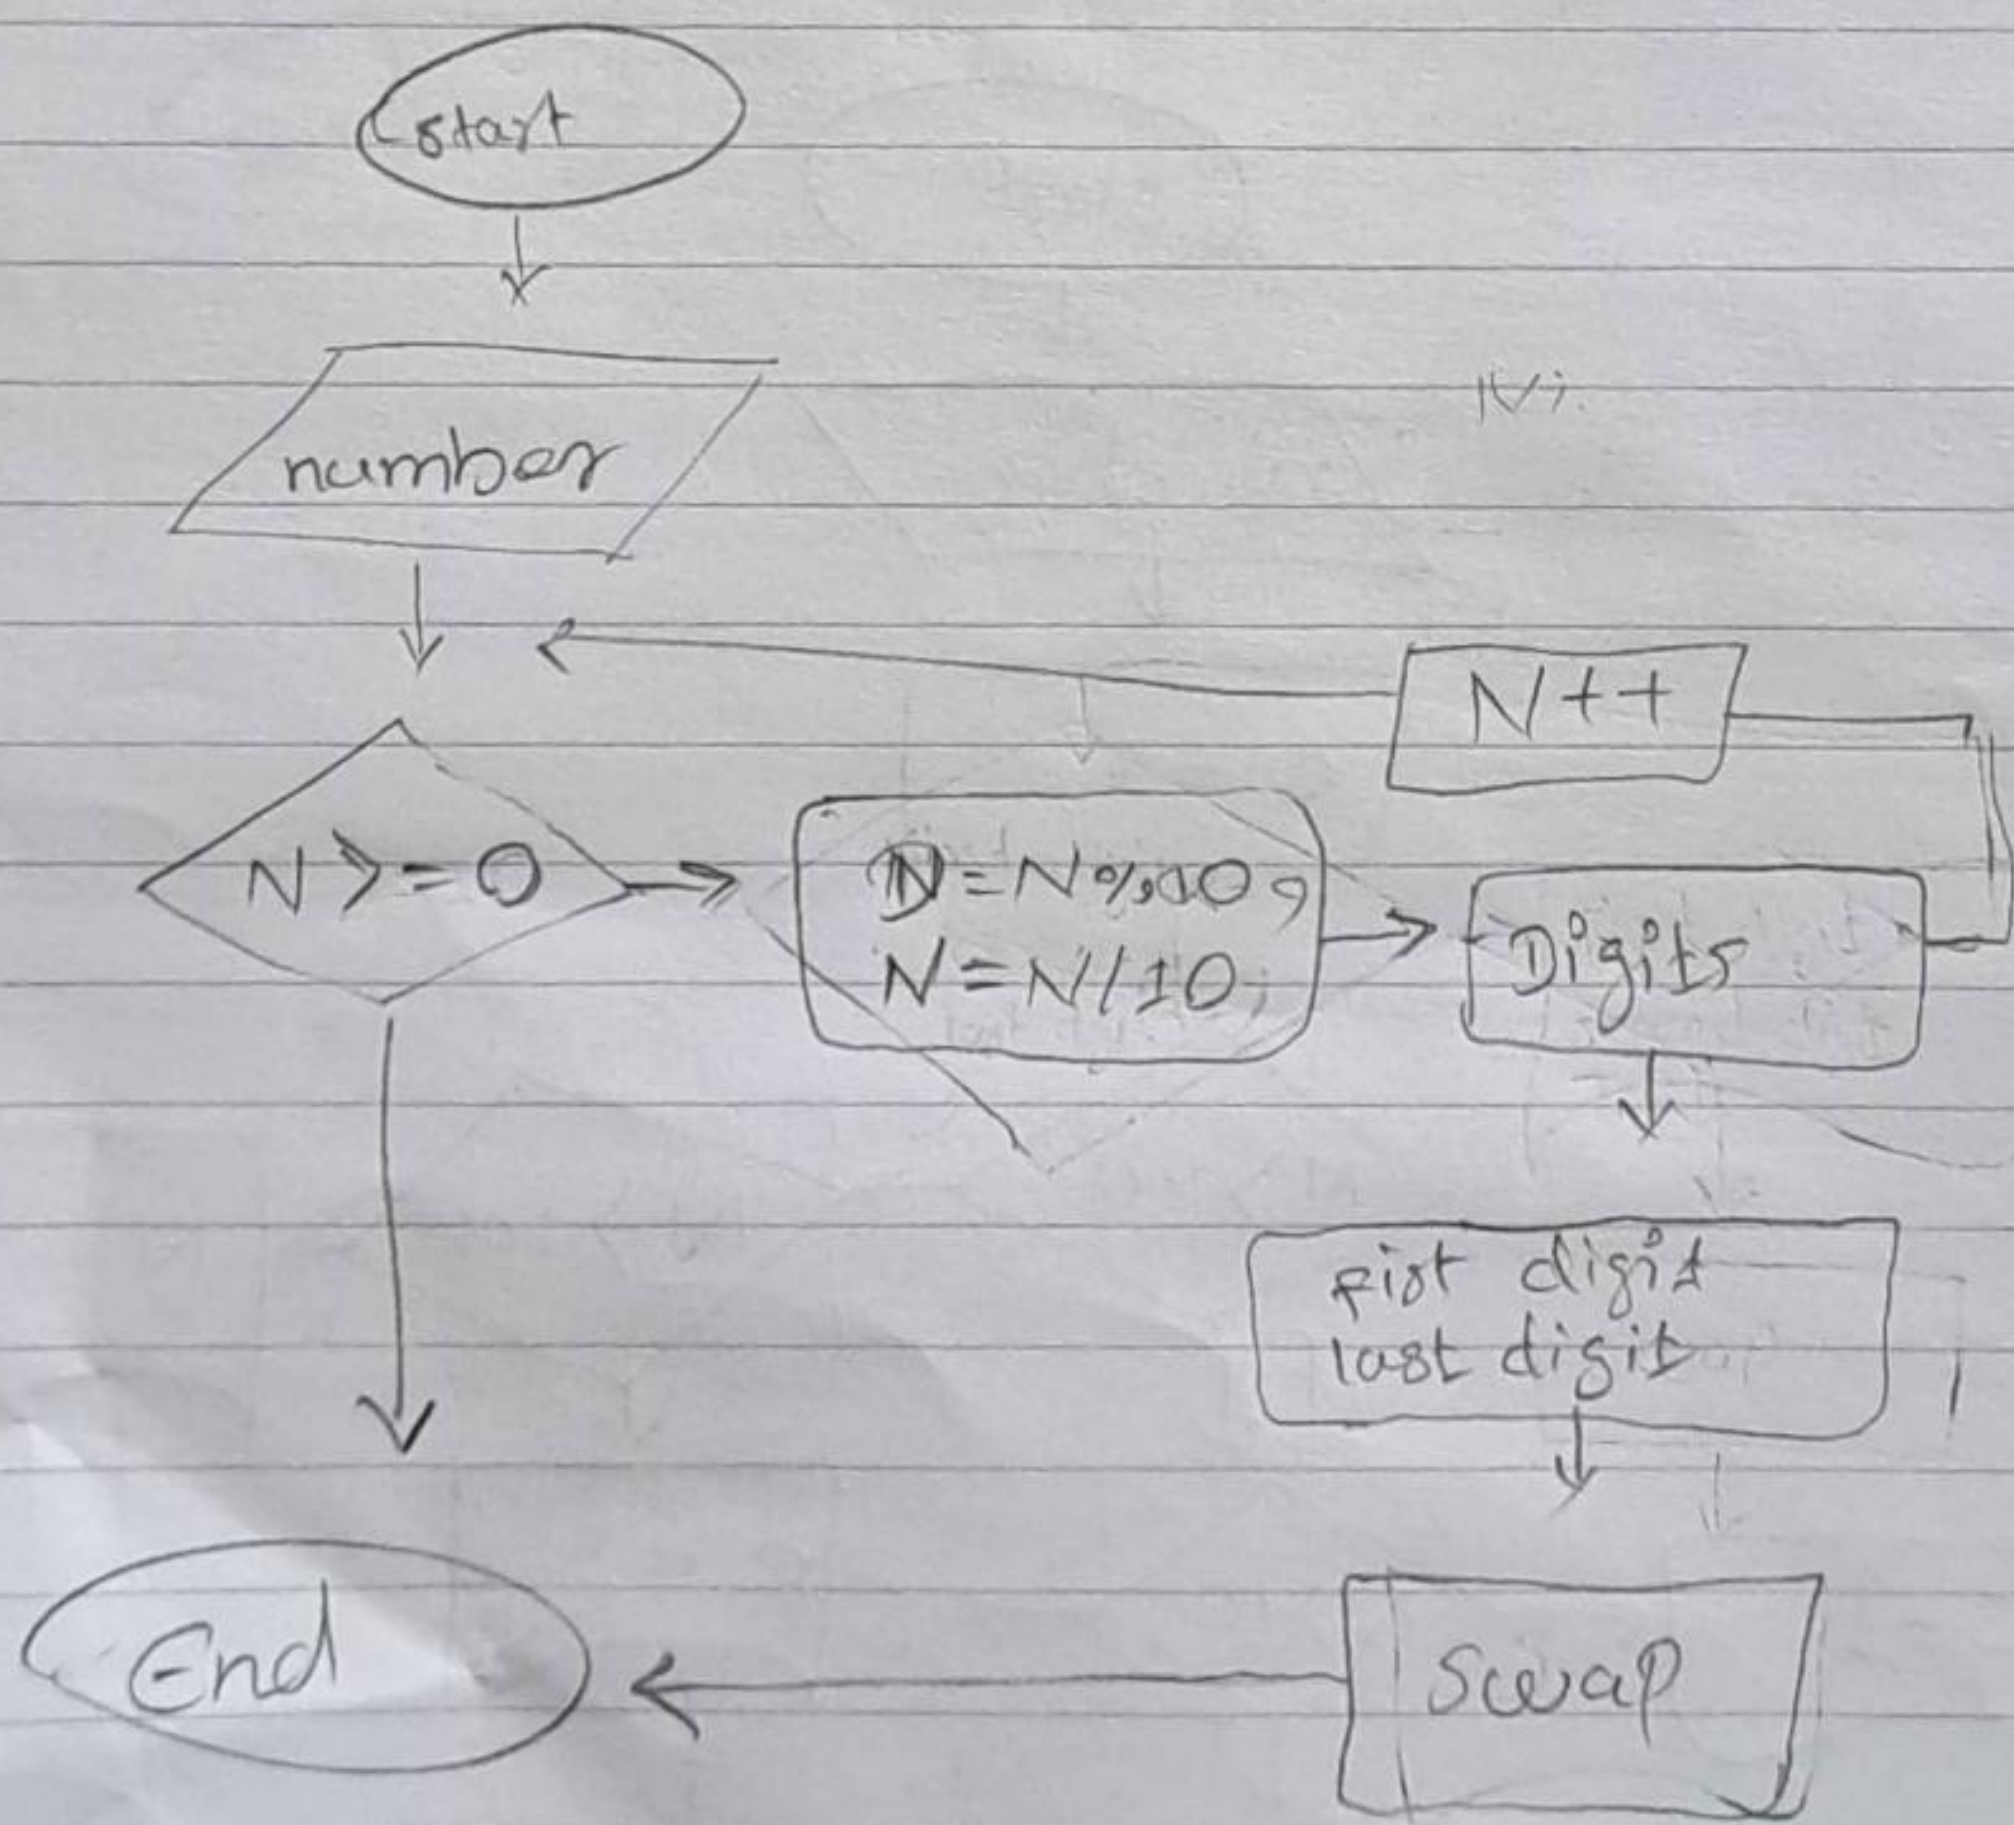 start
number
N++
N >= 0
D = N % 10,
N = N / 10;
Digits
fist digit
last digit
End
Swap